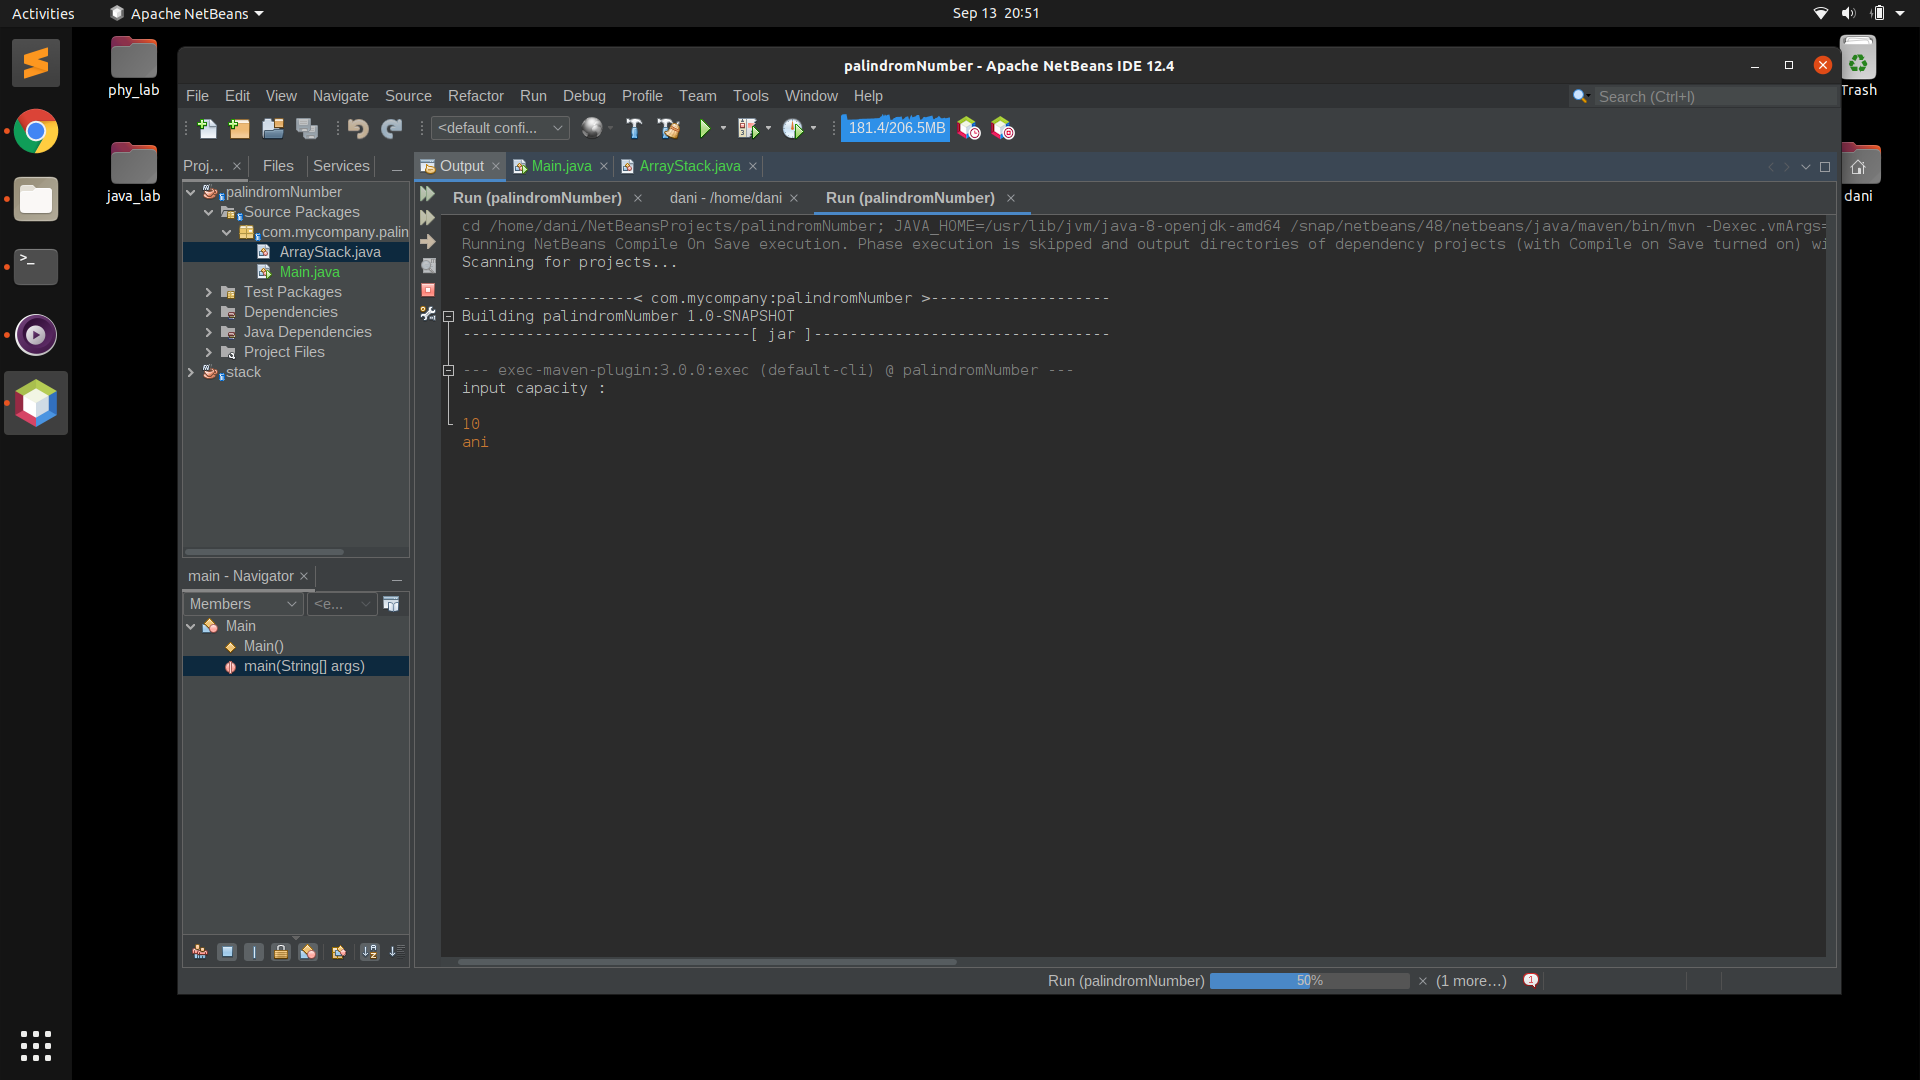 Activities
Apache NetBeans
Sep 13 20:51
phy_lab
java_lab
Trash
dani
palindromNumber - Apache NetBeans IDE 12.4
File Edit View Navigate Source Refactor Run Debug Profile Team Tools Window Help
Search (Ctrl+I)
<default confi...
181.4/206.5MB
Proj... Files Services
Output Main.java ArrayStack.java
palindromNumber
Source Packages
com.mycompany.palin
ArrayStack.java
Main.java
Test Packages
Dependencies
Java Dependencies
Project Files
stack
Run (palindromNumber) dani - /home/dani Run (palindromNumber)
cd /home/dani/NetBeansProjects/palindromNumber; JAVA_HOME=/usr/lib/jvm/java-8-openjdk-amd64 /snap/netbeans/48/netbeans/java/maven/bin/mvn -Dexec.vmArgs=
Running NetBeans Compile On Save execution. Phase execution is skipped and output directories of dependency projects (with Compile on Save turned on) wi
Scanning for projects...
-------------------< com.mycompany:palindromNumber >--------------------
Building palindromNumber 1.0-SNAPSHOT
--------------------------------[ jar ]---------------------------------
--- exec-maven-plugin:3.0.0:exec (default-cli) @ palindromNumber ---
input capacity :
10
ani
main - Navigator
Members
<e...
Main
Main()
main(String[] args)
Run (palindromNumber) 50% (1 more...) 1